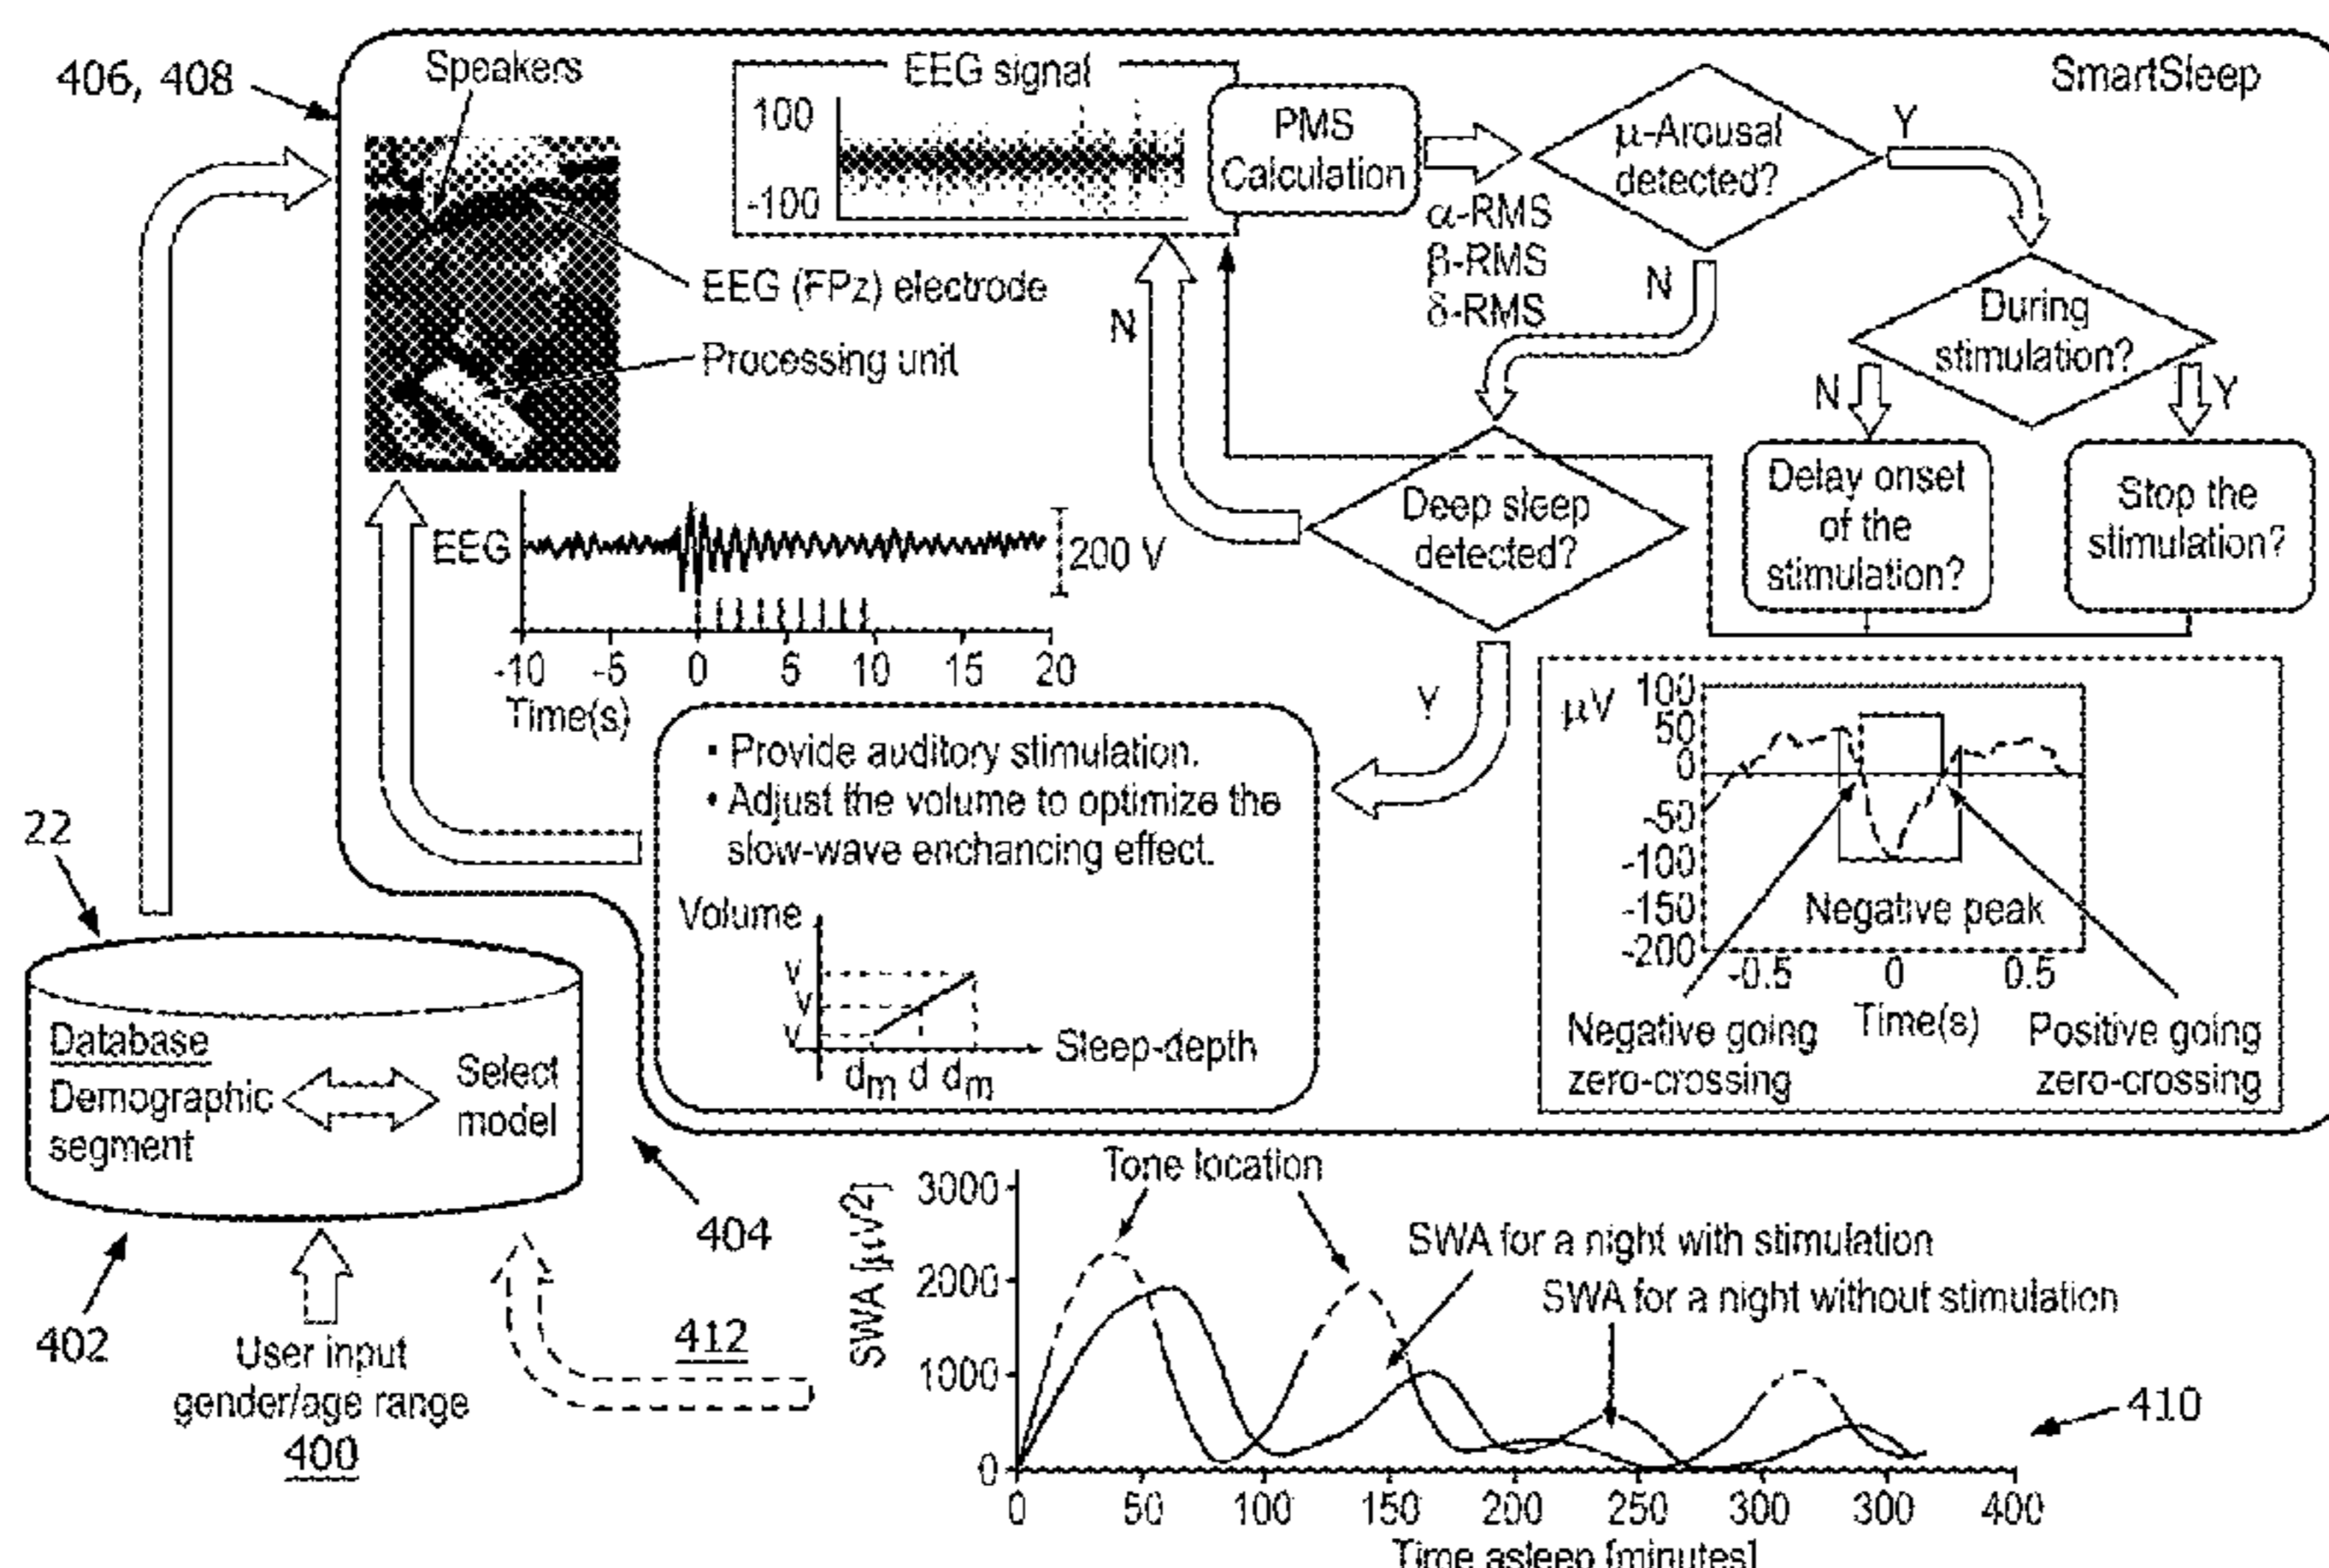 406, 408
Speakers
EEG signal
100
-100
PMS
Calculation
α-RMS
β-RMS
δ-RMS
μ-Arousal
detected?
Y
SmartSleep
EEG (FPz) electrode
Processing unit
N
N
During
stimulation?
N
Y
Delay onset
of the
stimulation?
Stop the
stimulation?
Deep sleep
detected?
EEG
200 V
-10 -5 0 5 10 15 20
Time(s)
Y
• Provide auditory stimulation.
• Adjust the volume to optimize the
slow-wave enchancing effect.
Volume
V
V
V
dm d dm
Sleep-depth
μV
100
50
0
-50
-100
-150
-200
Negative peak
-0.5 0 0.5
Time(s)
Negative going
zero-crossing
Positive going
zero-crossing
22
Database
Demographic
segment
Select
model
402
404
User input
gender/age range
400
412
Tone location
SWA [μV2]
3000
2000
1000
0
SWA for a night with stimulation
SWA for a night without stimulation
410
0 50 100 150 200 250 300 300 400
Time asleep [minutes]